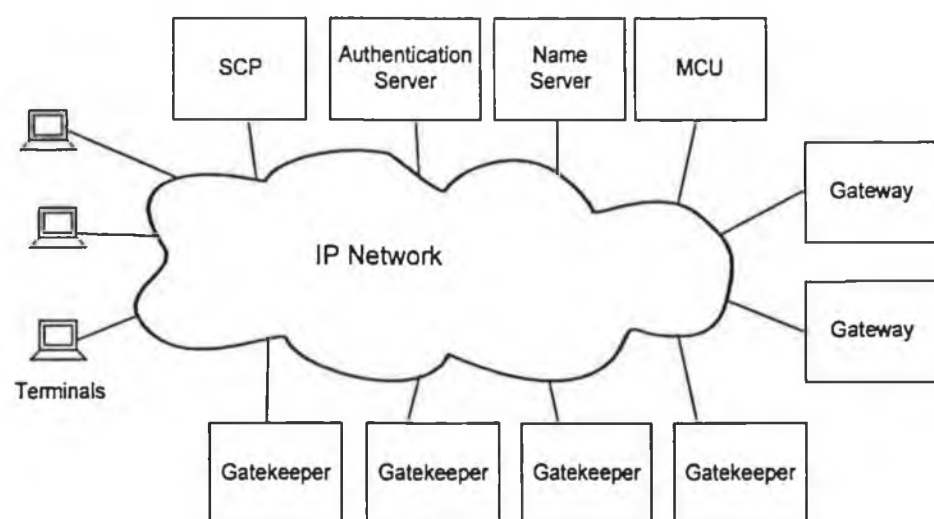 SCP
Authentication
Server
Name
Server
MCU
Gateway
IP Network
Gateway
Terminals
Gatekeeper
Gatekeeper
Gatekeeper
Gatekeeper